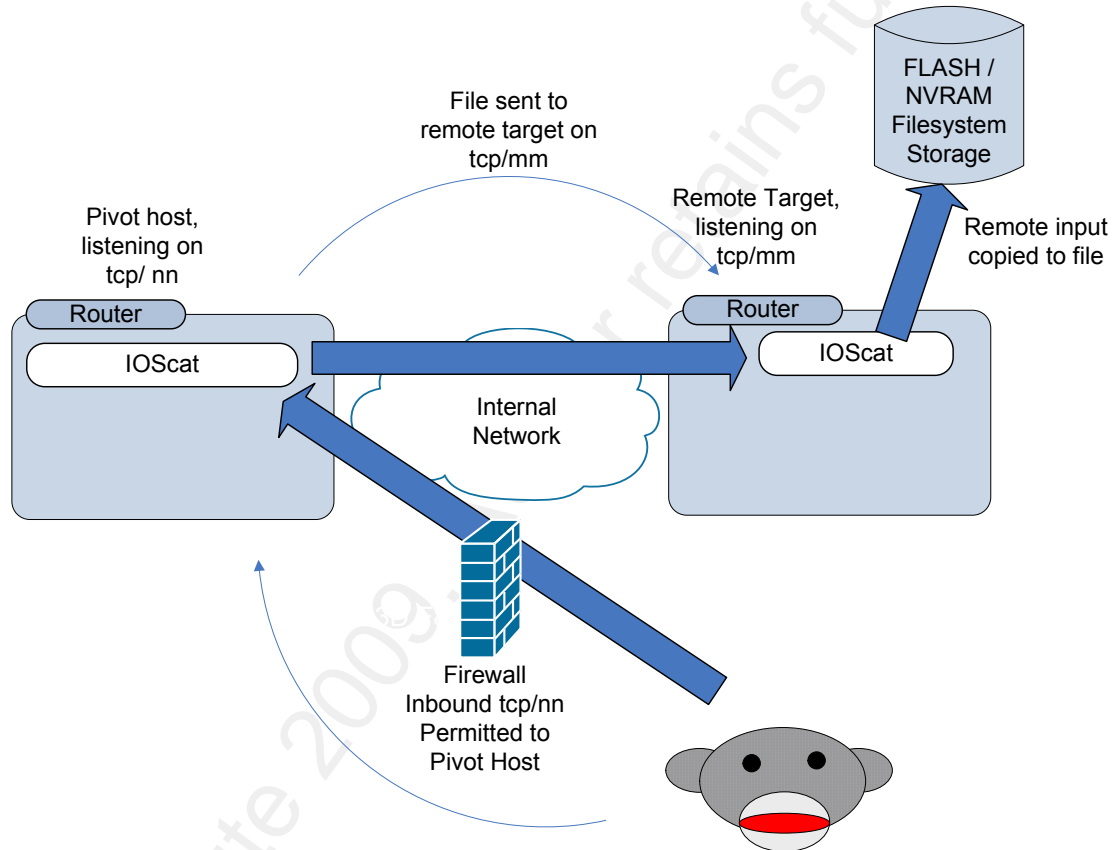 FLASH /
NVRAM
Filesystem
Storage
File sent to
remote target on
tcp/mm
Pivot host,
listening on
tcp/ nn
Remote Target,
listening on
tcp/mm
Remote input
copied to file
Router
Router
IOScat
IOScat
Internal
Network
Firewall
Inbound tcp/nn
Permitted to
Pivot Host
2009,
retains